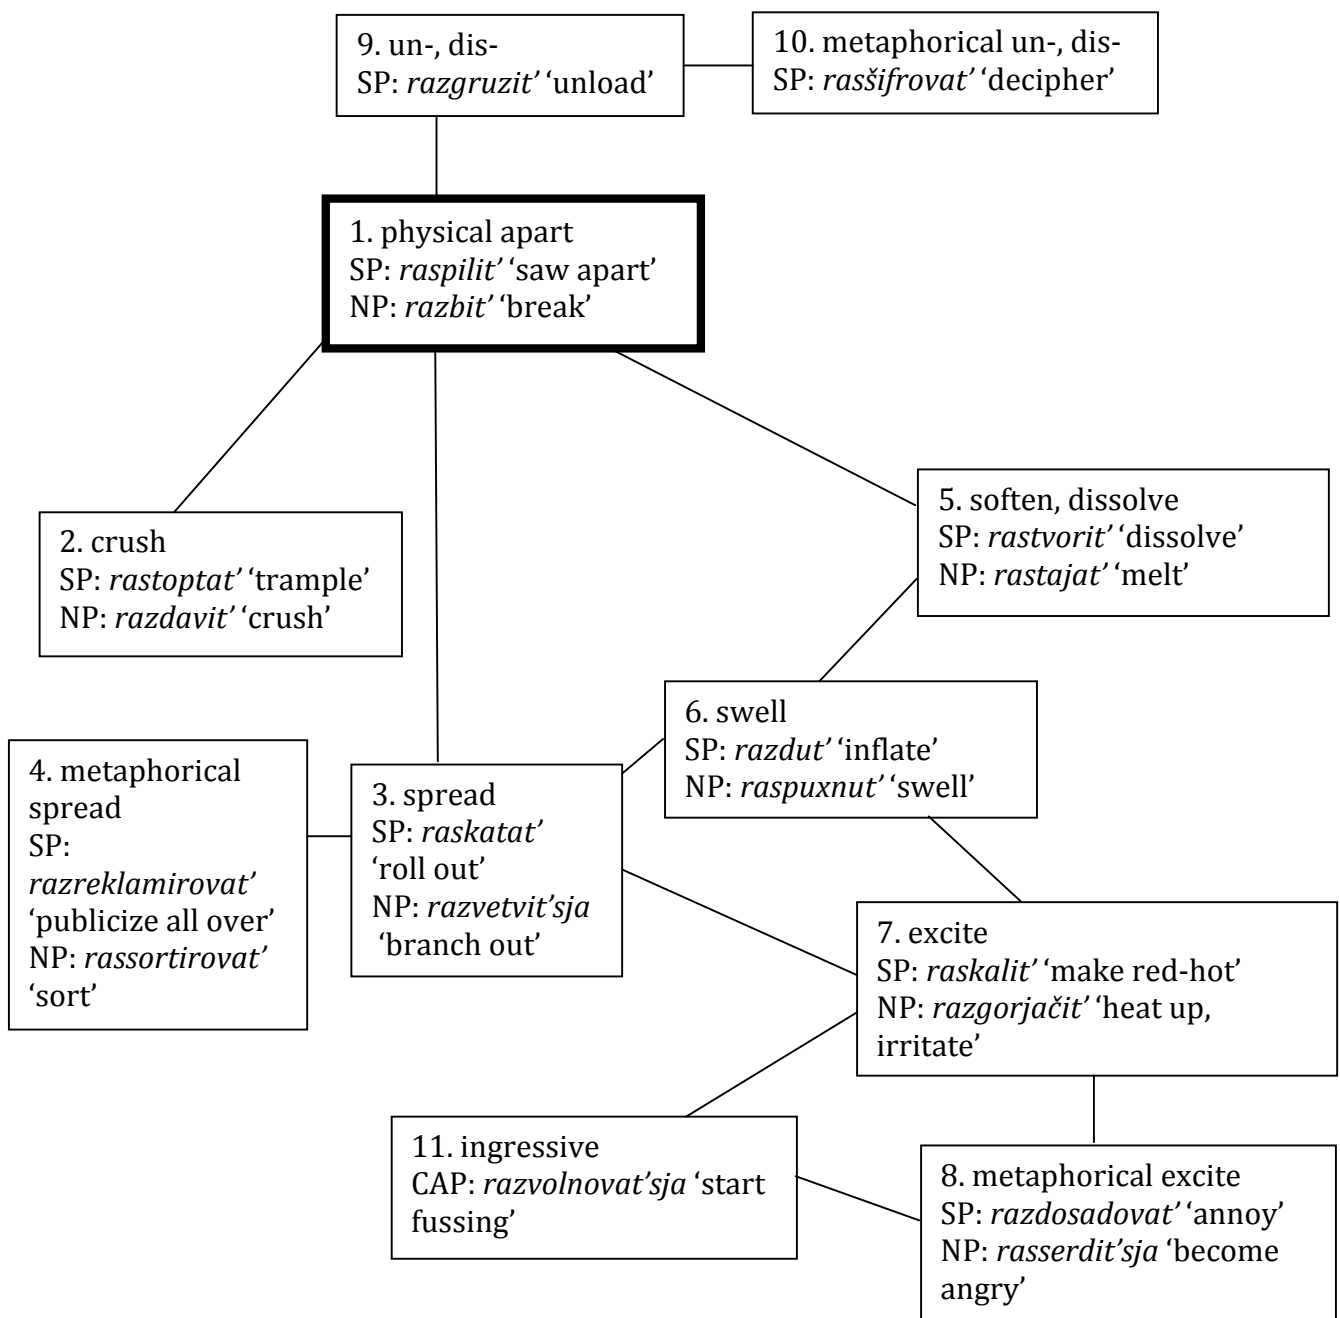 9. un-, dis-
SP: razgruzit’ ‘unload’
10. metaphorical un-, dis-
SP: rasšifrovat’ ‘decipher’
1. physical apart
SP: raspilit’ ‘saw apart’
NP: razbit’ ‘break’
2. crush
SP: rastoptat’ ‘trample’
NP: razdavit’ ‘crush’
5. soften, dissolve
SP: rastvorit’ ‘dissolve’
NP: rastajat’ ‘melt’
6. swell
SP: razdut’ ‘inflate’
NP: raspuxnut’ ‘swell’
4. metaphorical
spread
SP:
razreklamirovat’
‘publicize all over’
NP: rassortirovat’
‘sort’
3. spread
SP: raskatat’
‘roll out’
NP: razvetvit’sja
‘branch out’
7. excite
SP: raskalit’ ‘make red-hot’
NP: razgorjačit’ ‘heat up,
irritate’
11. ingressive
CAP: razvolnovat’sja ‘start
fussing’
8. metaphorical excite
SP: razdosadovat’ ‘annoy’
NP: rasserdit’sja ‘become
angry’